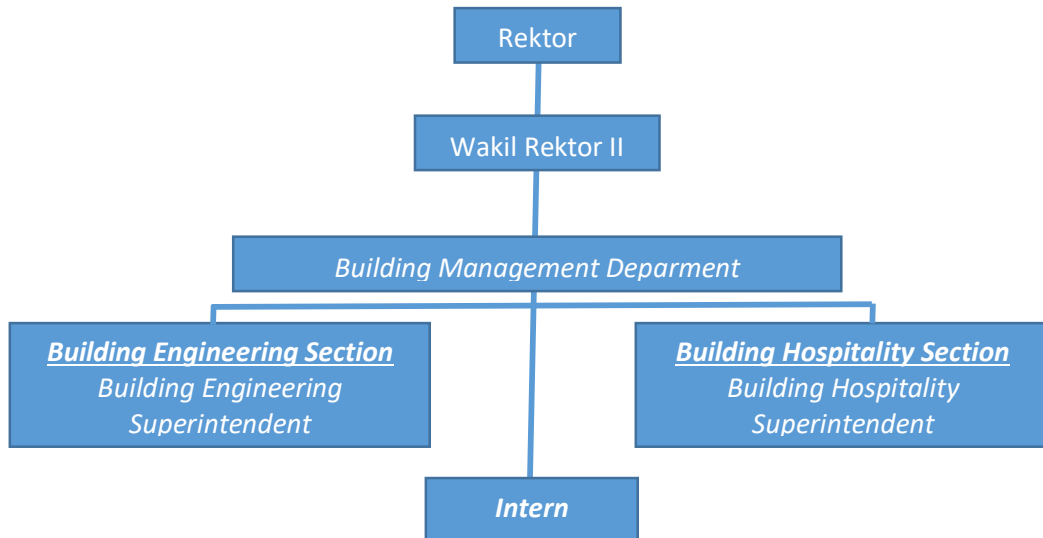 Rektor
Wakil Rektor II
Building Management Deparment
Building Engineering Section
Building Engineering
Superintendent
Building Hospitality Section
Building Hospitality
Superintendent
Intern